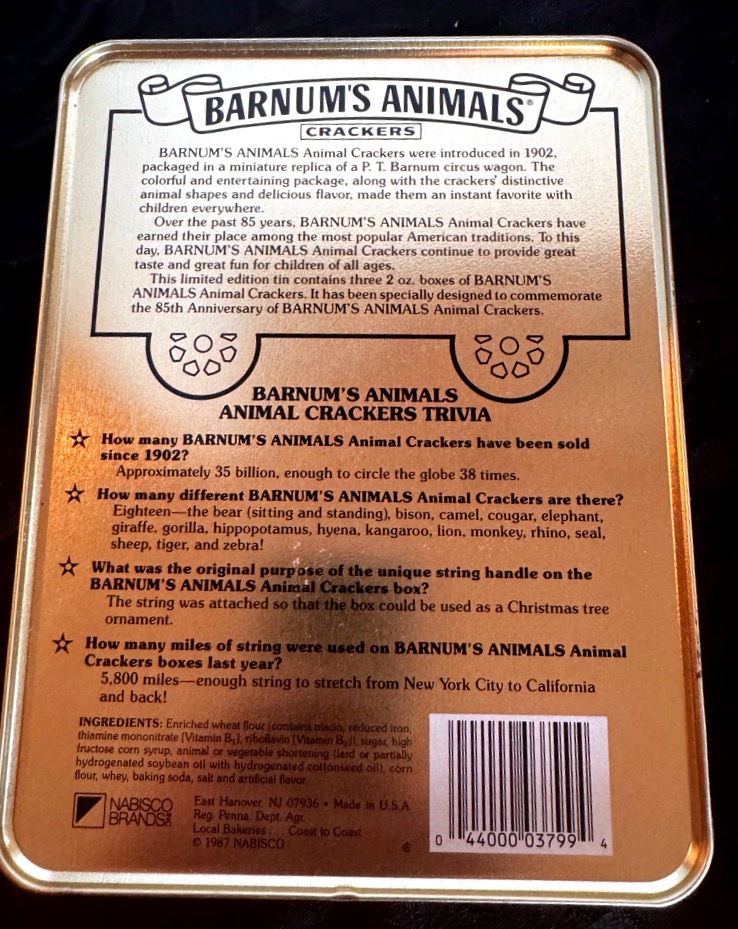 BARNUM'S ANIMALS®
CRACKERS
BARNUM'S ANIMALS Animal Crackers were introduced in 1902,
packaged in a miniature replica of a P. T. Barnum circus wagon. The
colorful and entertaining package, along with the crackers' distinctive
animal shapes and delicious flavor, made them an instant favorite with
children everywhere.
Over the past 85 years, BARNUM'S ANIMALS Animal Crackers have
earned their place among the most popular American traditions. To this
day, BARNUM'S ANIMALS Animal Crackers continue to provide great
taste and great fun for children of all ages.
This limited edition tin contains three 2 oz. boxes of BARNUM'S
ANIMALS Animal Crackers. It has been specially designed to commemorate
the 85th Anniversary of BARNUM'S ANIMALS Animal Crackers.
BARNUM'S ANIMALS
ANIMAL CRACKERS TRIVIA
How many BARNUM'S ANIMALS Animal Crackers have been sold
since 1902?
Approximately 35 billion, enough to circle the globe 38 times.
How many different BARNUM'S ANIMALS Animal Crackers are there?
Eighteen—the bear (sitting and standing), bison, camel, cougar, elephant,
giraffe, gorilla, hippopotamus, hyena, kangaroo, lion, monkey, rhino, seal,
sheep, tiger, and zebra!
What was the original purpose of the unique string handle on the
BARNUM'S ANIMALS Animal Crackers box?
The string was attached so that the box could be used as a Christmas tree
ornament.
How many miles of string were used on BARNUM'S ANIMALS Animal
Crackers boxes last year?
5,800 miles—enough string to stretch from New York City to California
and back!
INGREDIENTS: Enriched wheat flour (contains niacin, reduced iron,
thiamine mononitrate [Vitamin B₁], riboflavin [Vitamin B₂]), sugar, high
fructose corn syrup, animal or vegetable shortening (lard or partially
hydrogenated soybean oil with hydrogenated cottonseed oil), corn
flour, whey, baking soda, salt and artificial flavor.
NABISCO
BRANDS INC
East Hanover, NJ 07936 • Made in U.S.A.
Reg. Penna. Dept. Agr.
Local Bakeries . . . Coast to Coast
© 1987 NABISCO
0 44000 03799 4